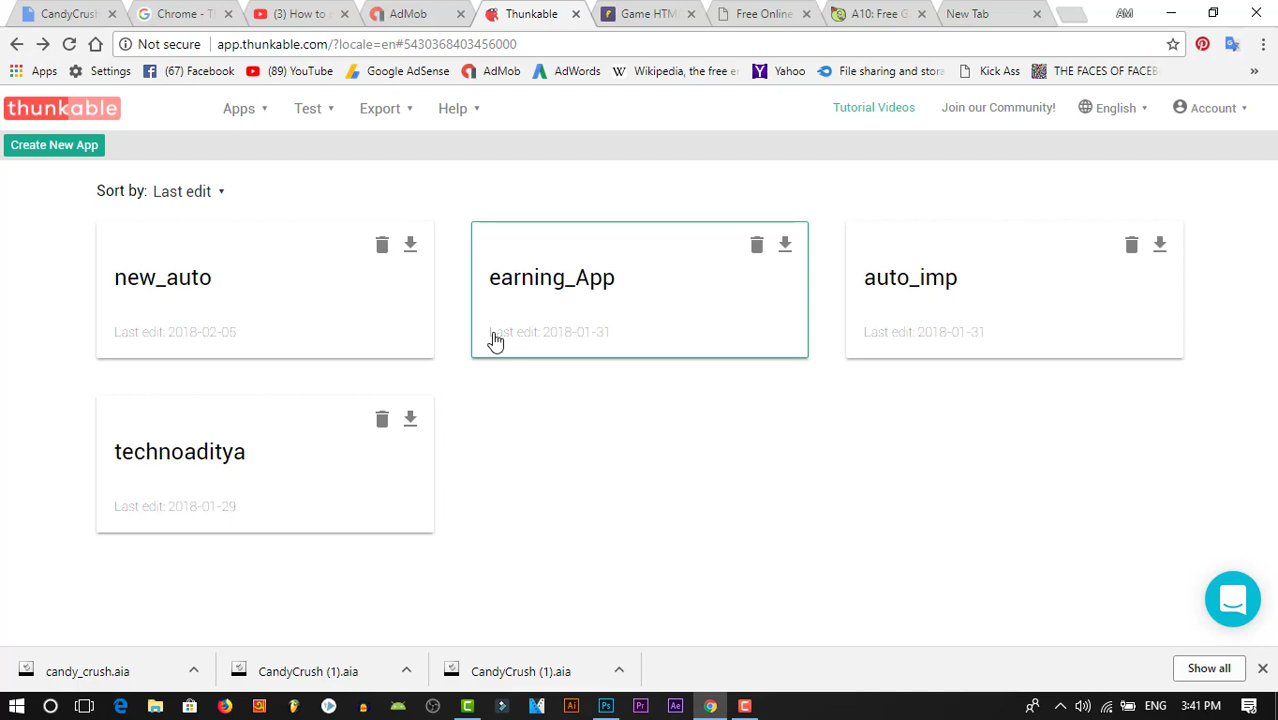 CandyCrush
Chrome - Th
(3) How to c
AdMob
Thunkable
Game HTML
Free Online
A10: Free G
New Tab
AM
Not secure
app.thunkable.com/?locale=en#5430368403456000
Apps
Settings
(67) Facebook
(89) YouTube
Google AdSense
AdMob
AdWords
Wikipedia, the free e
Yahoo
File sharing and stora
Kick Ass
THE FACES OF FACEB
»
thunkable
Apps
Test
Export
Help
Tutorial Videos
Join our Community!
English
Account
Create New App
Sort by: Last edit
new_auto
earning_App
auto_imp
Last edit: 2018-02-05
Last edit: 2018-01-31
Last edit: 2018-01-31
technoaditya
Last edit: 2018-01-29
candy_crush.aia
CandyCrush (1).aia
CandyCrush (1).aia
Show all
ENG
3:41 PM